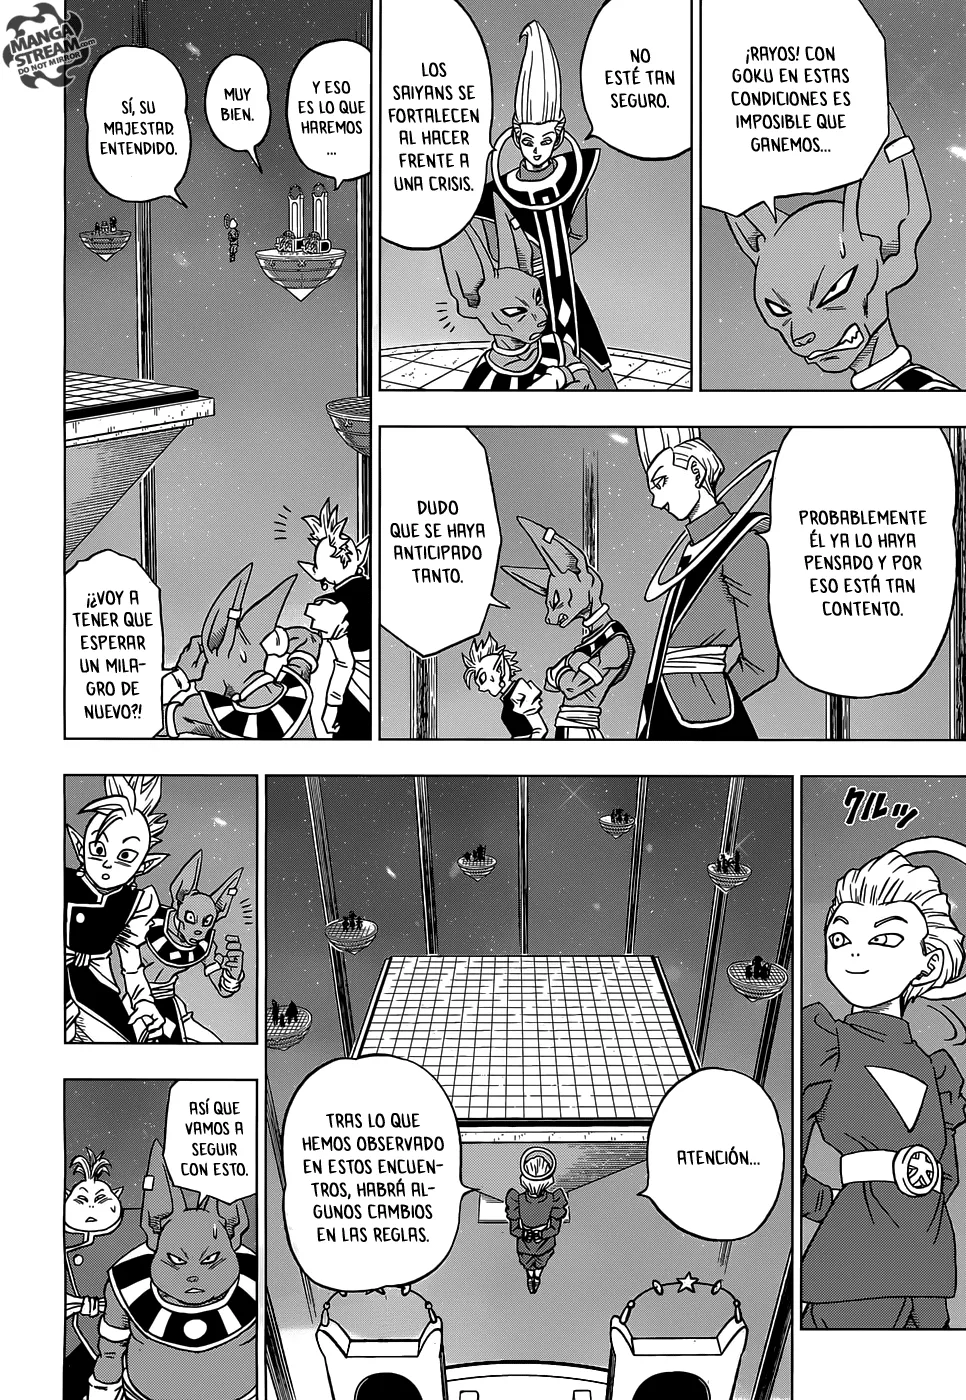 MANGA
STREAM.com
DO NOT MIRROR
¡RAYOS! CON
GOKU EN ESTAS
CONDICIONES ES
IMPOSIBLE QUE
GANEMOS...
NO
ESTÉ TAN
SEGURO.
LOS
SAIYANS SE
FORTALECEN
AL HACER
FRENTE A
UNA CRISIS.
Y ESO
ES LO QUE
HAREMOS
...
MUY
BIEN.
SÍ, SU
MAJESTAD.
ENTENDIDO.
PROBABLEMENTE
ÉL YA LO HAYA
PENSADO Y POR
ESO ESTÁ TAN
CONTENTO.
DUDO
QUE SE HAYA
ANTICIPADO
TANTO.
¡¿VOY A
TENER QUE
ESPERAR
UN MILA-
GRO DE
NUEVO?!
クルッ
ATENCIÓN...
TRAS LO QUE
HEMOS OBSERVADO
EN ESTOS ENCUEN-
TROS, HABRÁ AL-
GUNOS CAMBIOS
EN LAS REGLAS.
ASÍ QUE
VAMOS A
SEGUIR
CON ESTO.